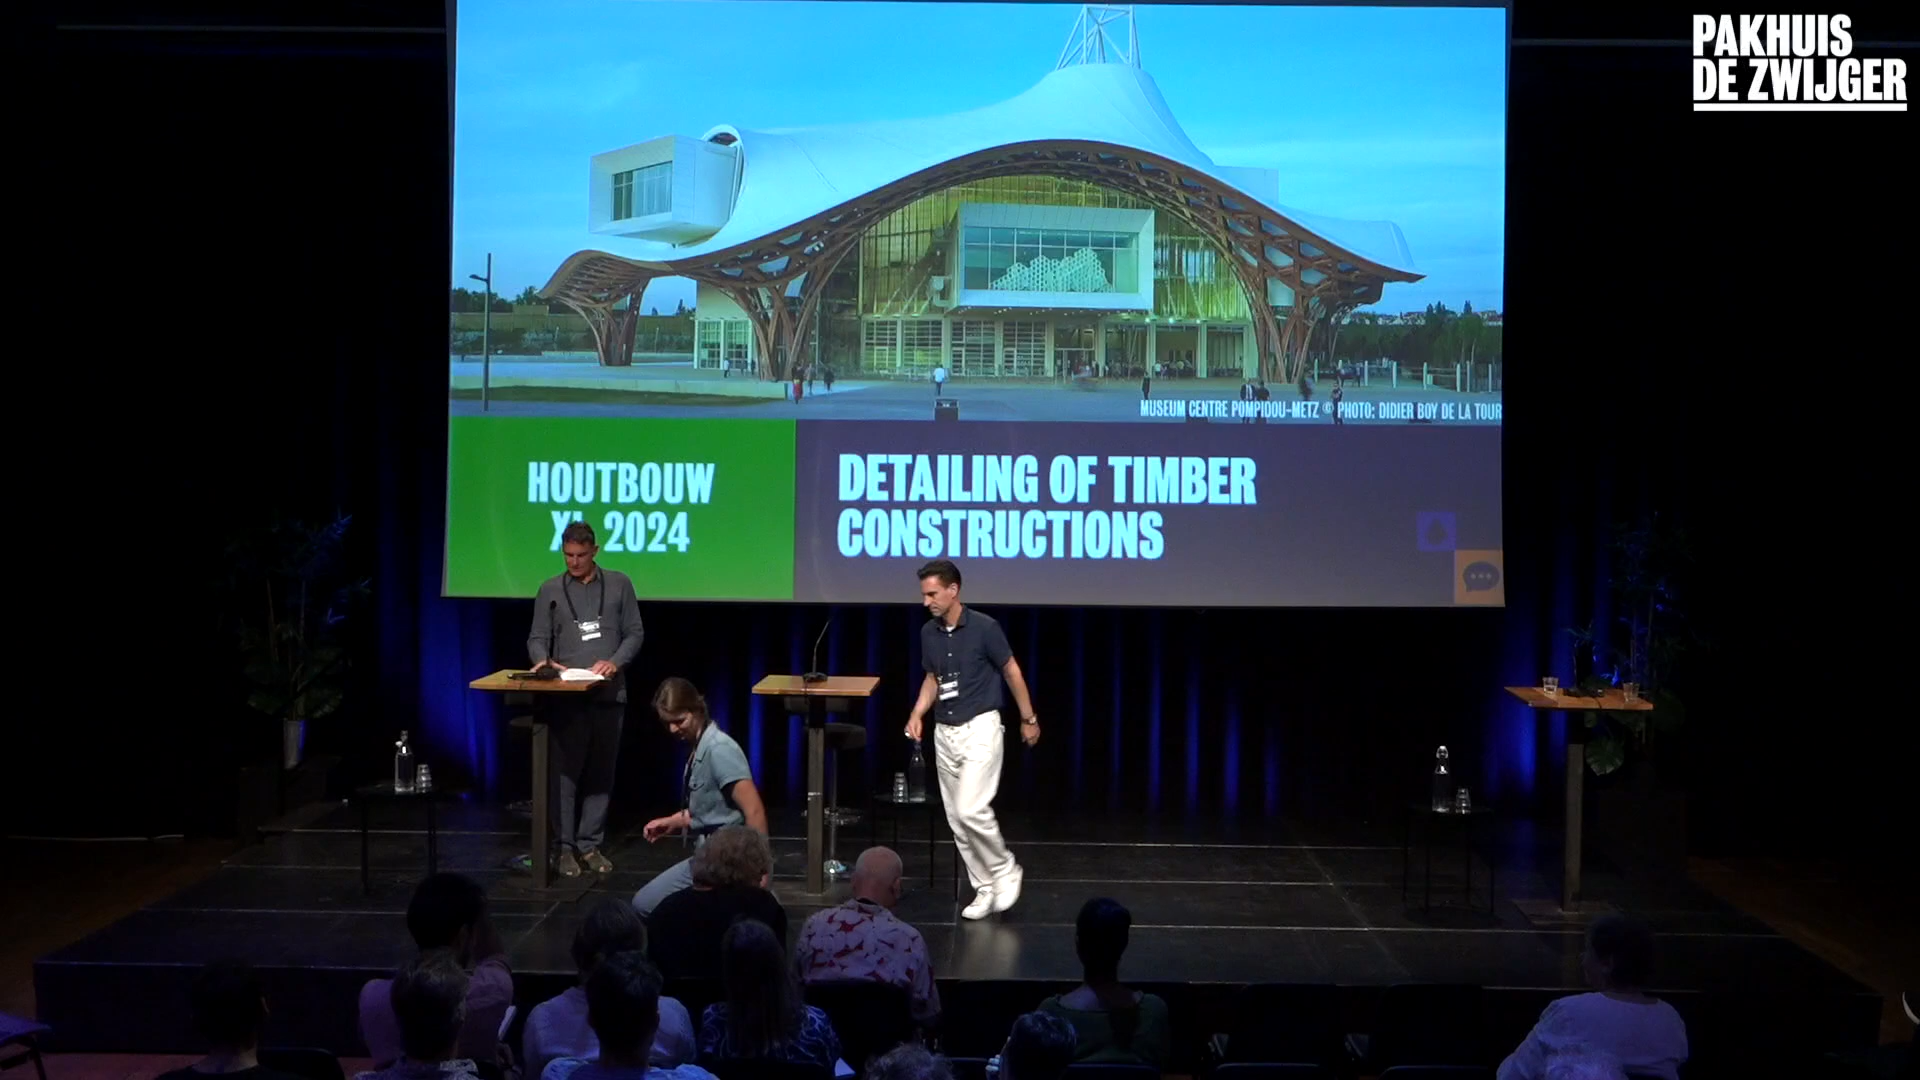 PAKHUIS
DE ZWIJGER
MUSEUM CENTRE POMPIDOU-METZ © PHOTO: DIDIER BOY DE LA TOUR
HOUTBOUW
XL 2024
DETAILING OF TIMBER
CONSTRUCTIONS